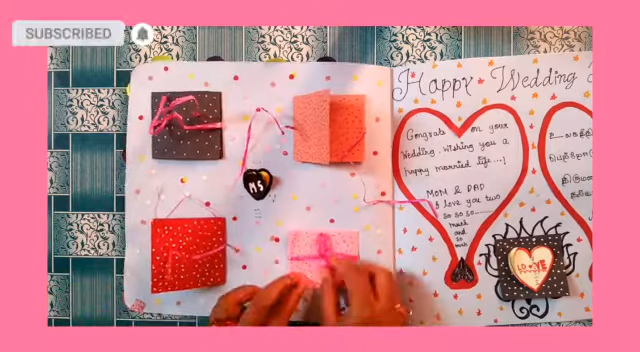 SUBSCRIBED
Happy Wedding
Congrats on your
Wedding. Wishing you a
happy married life...!
MOM & DAD
I love you two
so so so......
much
and
so
much
MS
LOVE